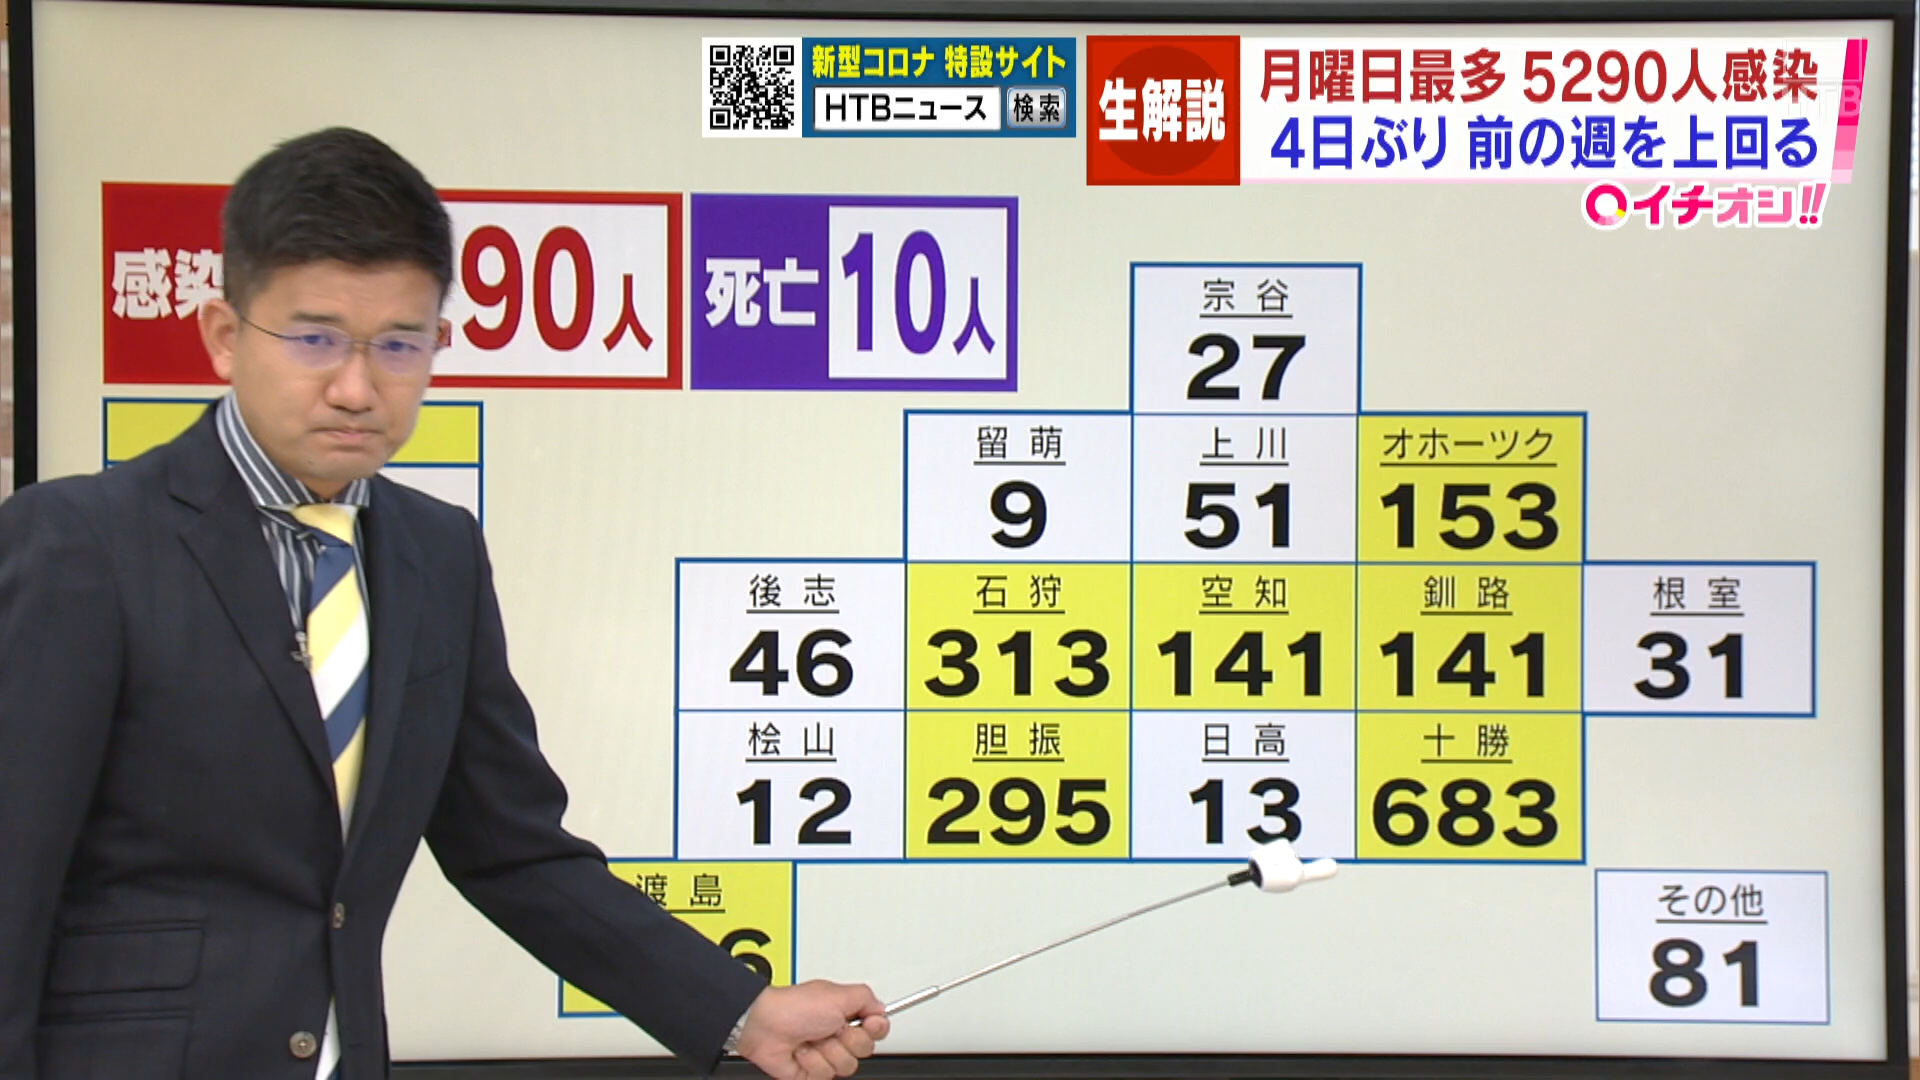 新型コロナ 特設サイト
HTBニュース 検索
生解説
月曜日最多 5290人感染
4日ぶり 前の週を上回る
HTB
イチオシ!!
感染 290人
死亡 10人
宗谷
27
留萌
9
上川
51
オホーツク
153
後志
46
石狩
313
空知
141
釧路
141
根室
31
桧山
12
胆振
295
日高
13
十勝
683
渡島
6
その他
81